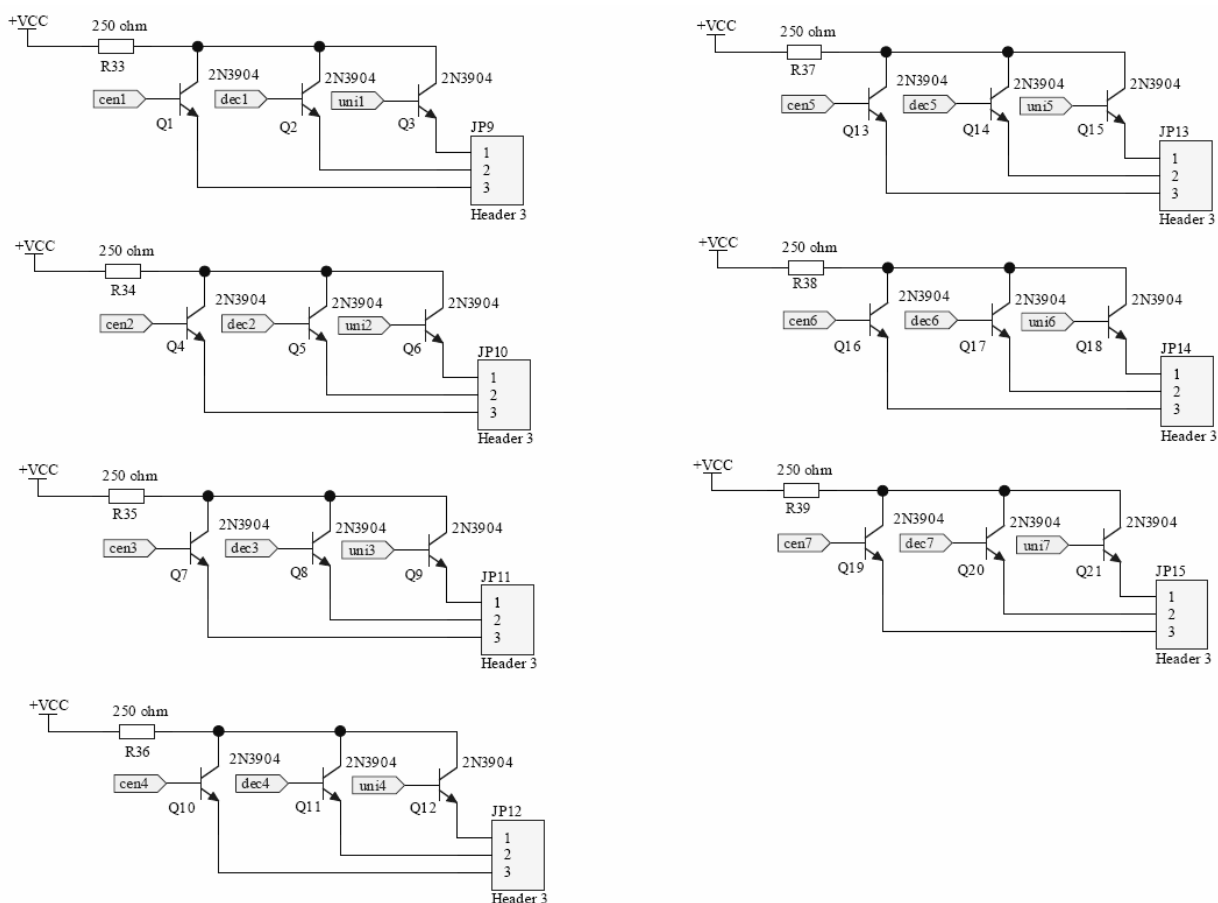 +VCC
250 ohm
R33
2N3904
2N3904
2N3904
cen1
dec1
uni1
Q1
Q2
Q3
JP9
1
2
3
Header 3
+VCC
250 ohm
R34
2N3904
2N3904
2N3904
cen2
dec2
uni2
Q4
Q5
Q6
JP10
1
2
3
Header 3
+VCC
250 ohm
R35
2N3904
2N3904
2N3904
cen3
dec3
uni3
Q7
Q8
Q9
JP11
1
2
3
Header 3
+VCC
250 ohm
R36
2N3904
2N3904
2N3904
cen4
dec4
uni4
Q10
Q11
Q12
JP12
1
2
3
Header 3
+VCC
250 ohm
R37
2N3904
2N3904
2N3904
cen5
dec5
uni5
Q13
Q14
Q15
JP13
1
2
3
Header 3
+VCC
250 ohm
R38
2N3904
2N3904
2N3904
cen6
dec6
uni6
Q16
Q17
Q18
JP14
1
2
3
Header 3
+VCC
250 ohm
R39
2N3904
2N3904
2N3904
cen7
dec7
uni7
Q19
Q20
Q21
JP15
1
2
3
Header 3